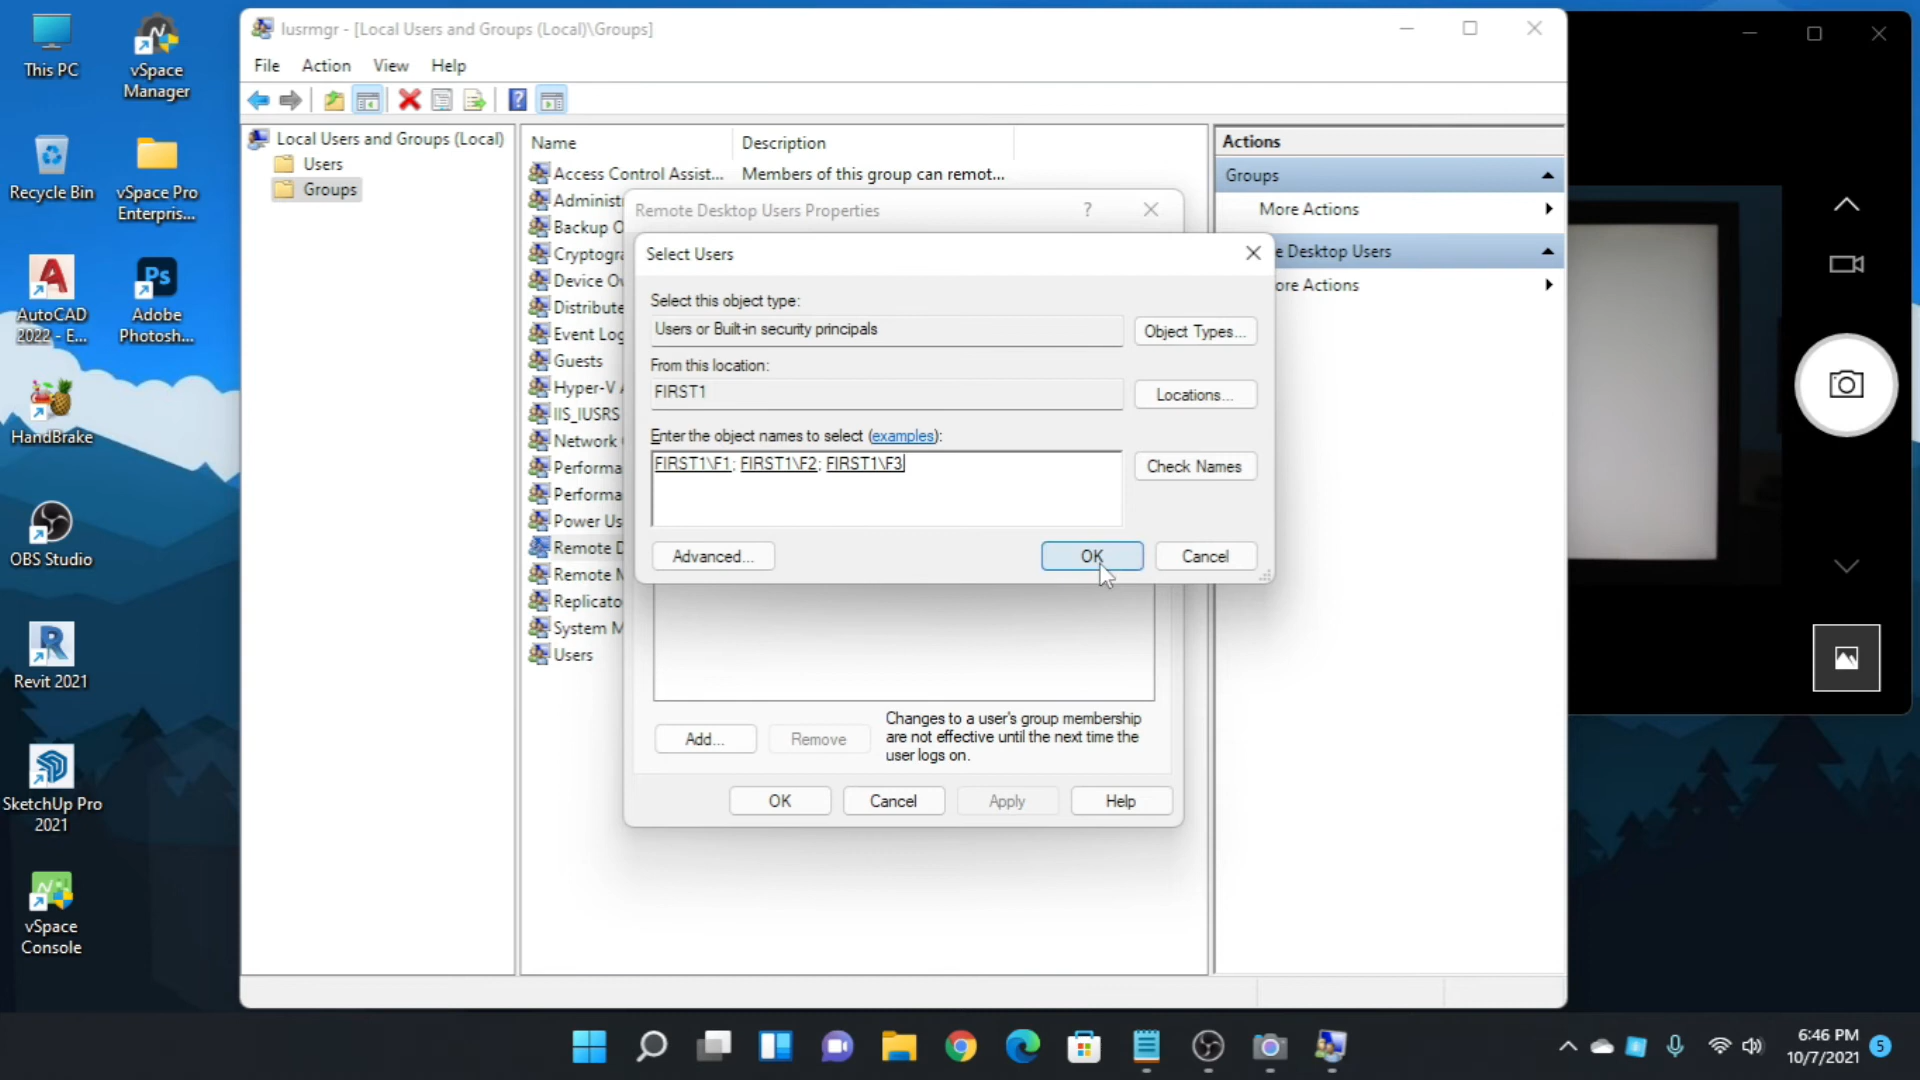 This PC
vSpace
Manager
Recycle Bin
vSpace Pro
Enterpris...
AutoCAD
2022 - E...
Adobe
Photosh...
HandBrake
OBS Studio
Revit 2021
SketchUp Pro
2021
vSpace
Console
lusrmgr - [Local Users and Groups (Local)\Groups]
File Action View Help
Local Users and Groups (Local)
Users
Groups
Name Description
Access Control Assist... Members of this group can remot...
Administ
Backup O
Cryptogra
Device Ow
Distribute
Event Log
Guests
Hyper-V A
IIS_IUSRS
Network
Performa
Performa
Power Us
Remote D
Remote M
Replicato
System M
Users
Actions
Groups
More Actions
e Desktop Users
ore Actions
Remote Desktop Users Properties
?
Select Users
Select this object type:
Users or Built-in security principals
Object Types...
From this location:
FIRST1
Locations...
Enter the object names to select (examples):
FIRST1\F1; FIRST1\F2; FIRST1\F3
Check Names
Advanced...
OK
Cancel
Add...
Remove
Changes to a user's group membership
are not effective until the next time the
user logs on.
OK
Cancel
Apply
Help
6:46 PM
10/7/2021
5